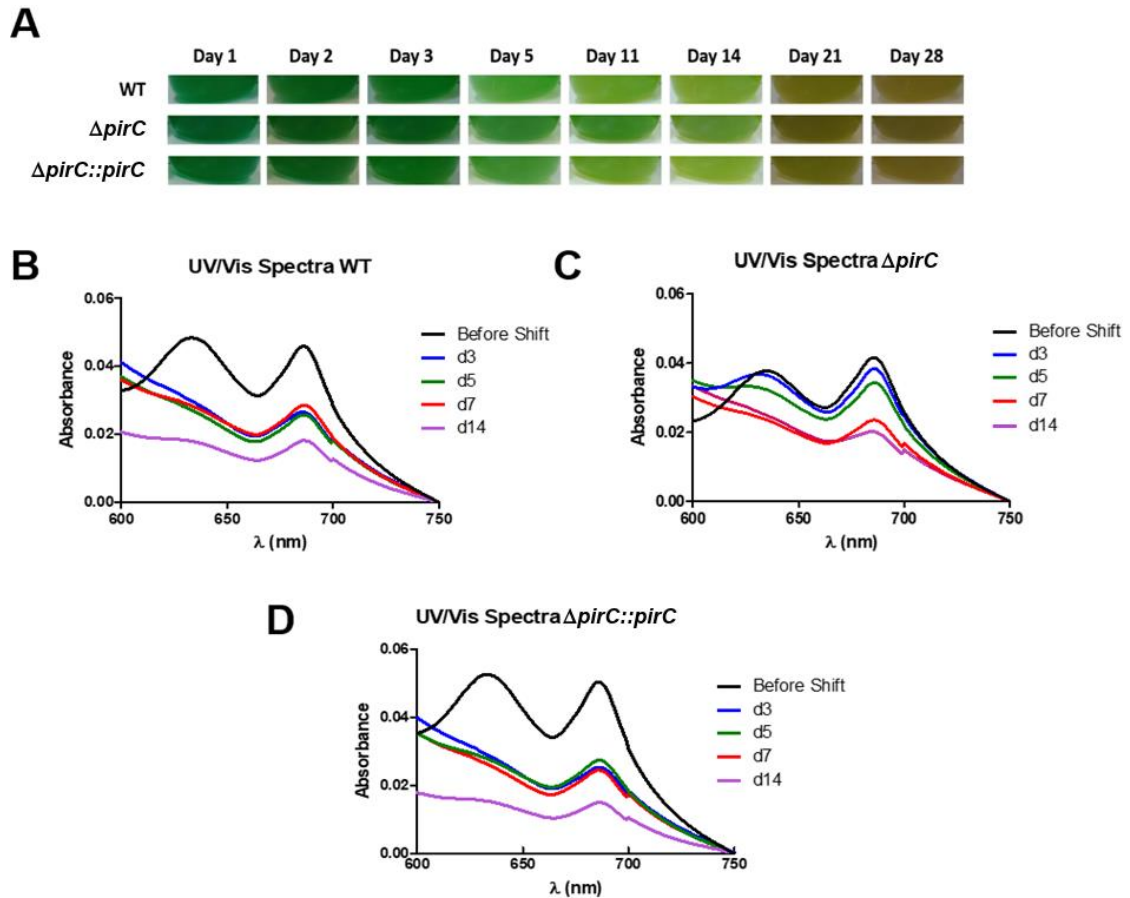 A
Day 1 Day 2 Day 3 Day 5 Day 11 Day 14 Day 21 Day 28
WT
ΔpirC
ΔpirC::pirC
B
UV/Vis Spectra WT
0.06
0.04
0.02
0.00
Absorbance
600 650 700 750
λ (nm)
Before Shift
d3
d5
d7
d14
C
UV/Vis Spectra ΔpirC
0.06
0.04
0.02
0.00
Absorbance
600 650 700 750
λ (nm)
Before Shift
d3
d5
d7
d14
D
UV/Vis Spectra ΔpirC::pirC
0.06
0.04
0.02
0.00
Absorbance
600 650 700 750
λ (nm)
Before Shift
d3
d5
d7
d14